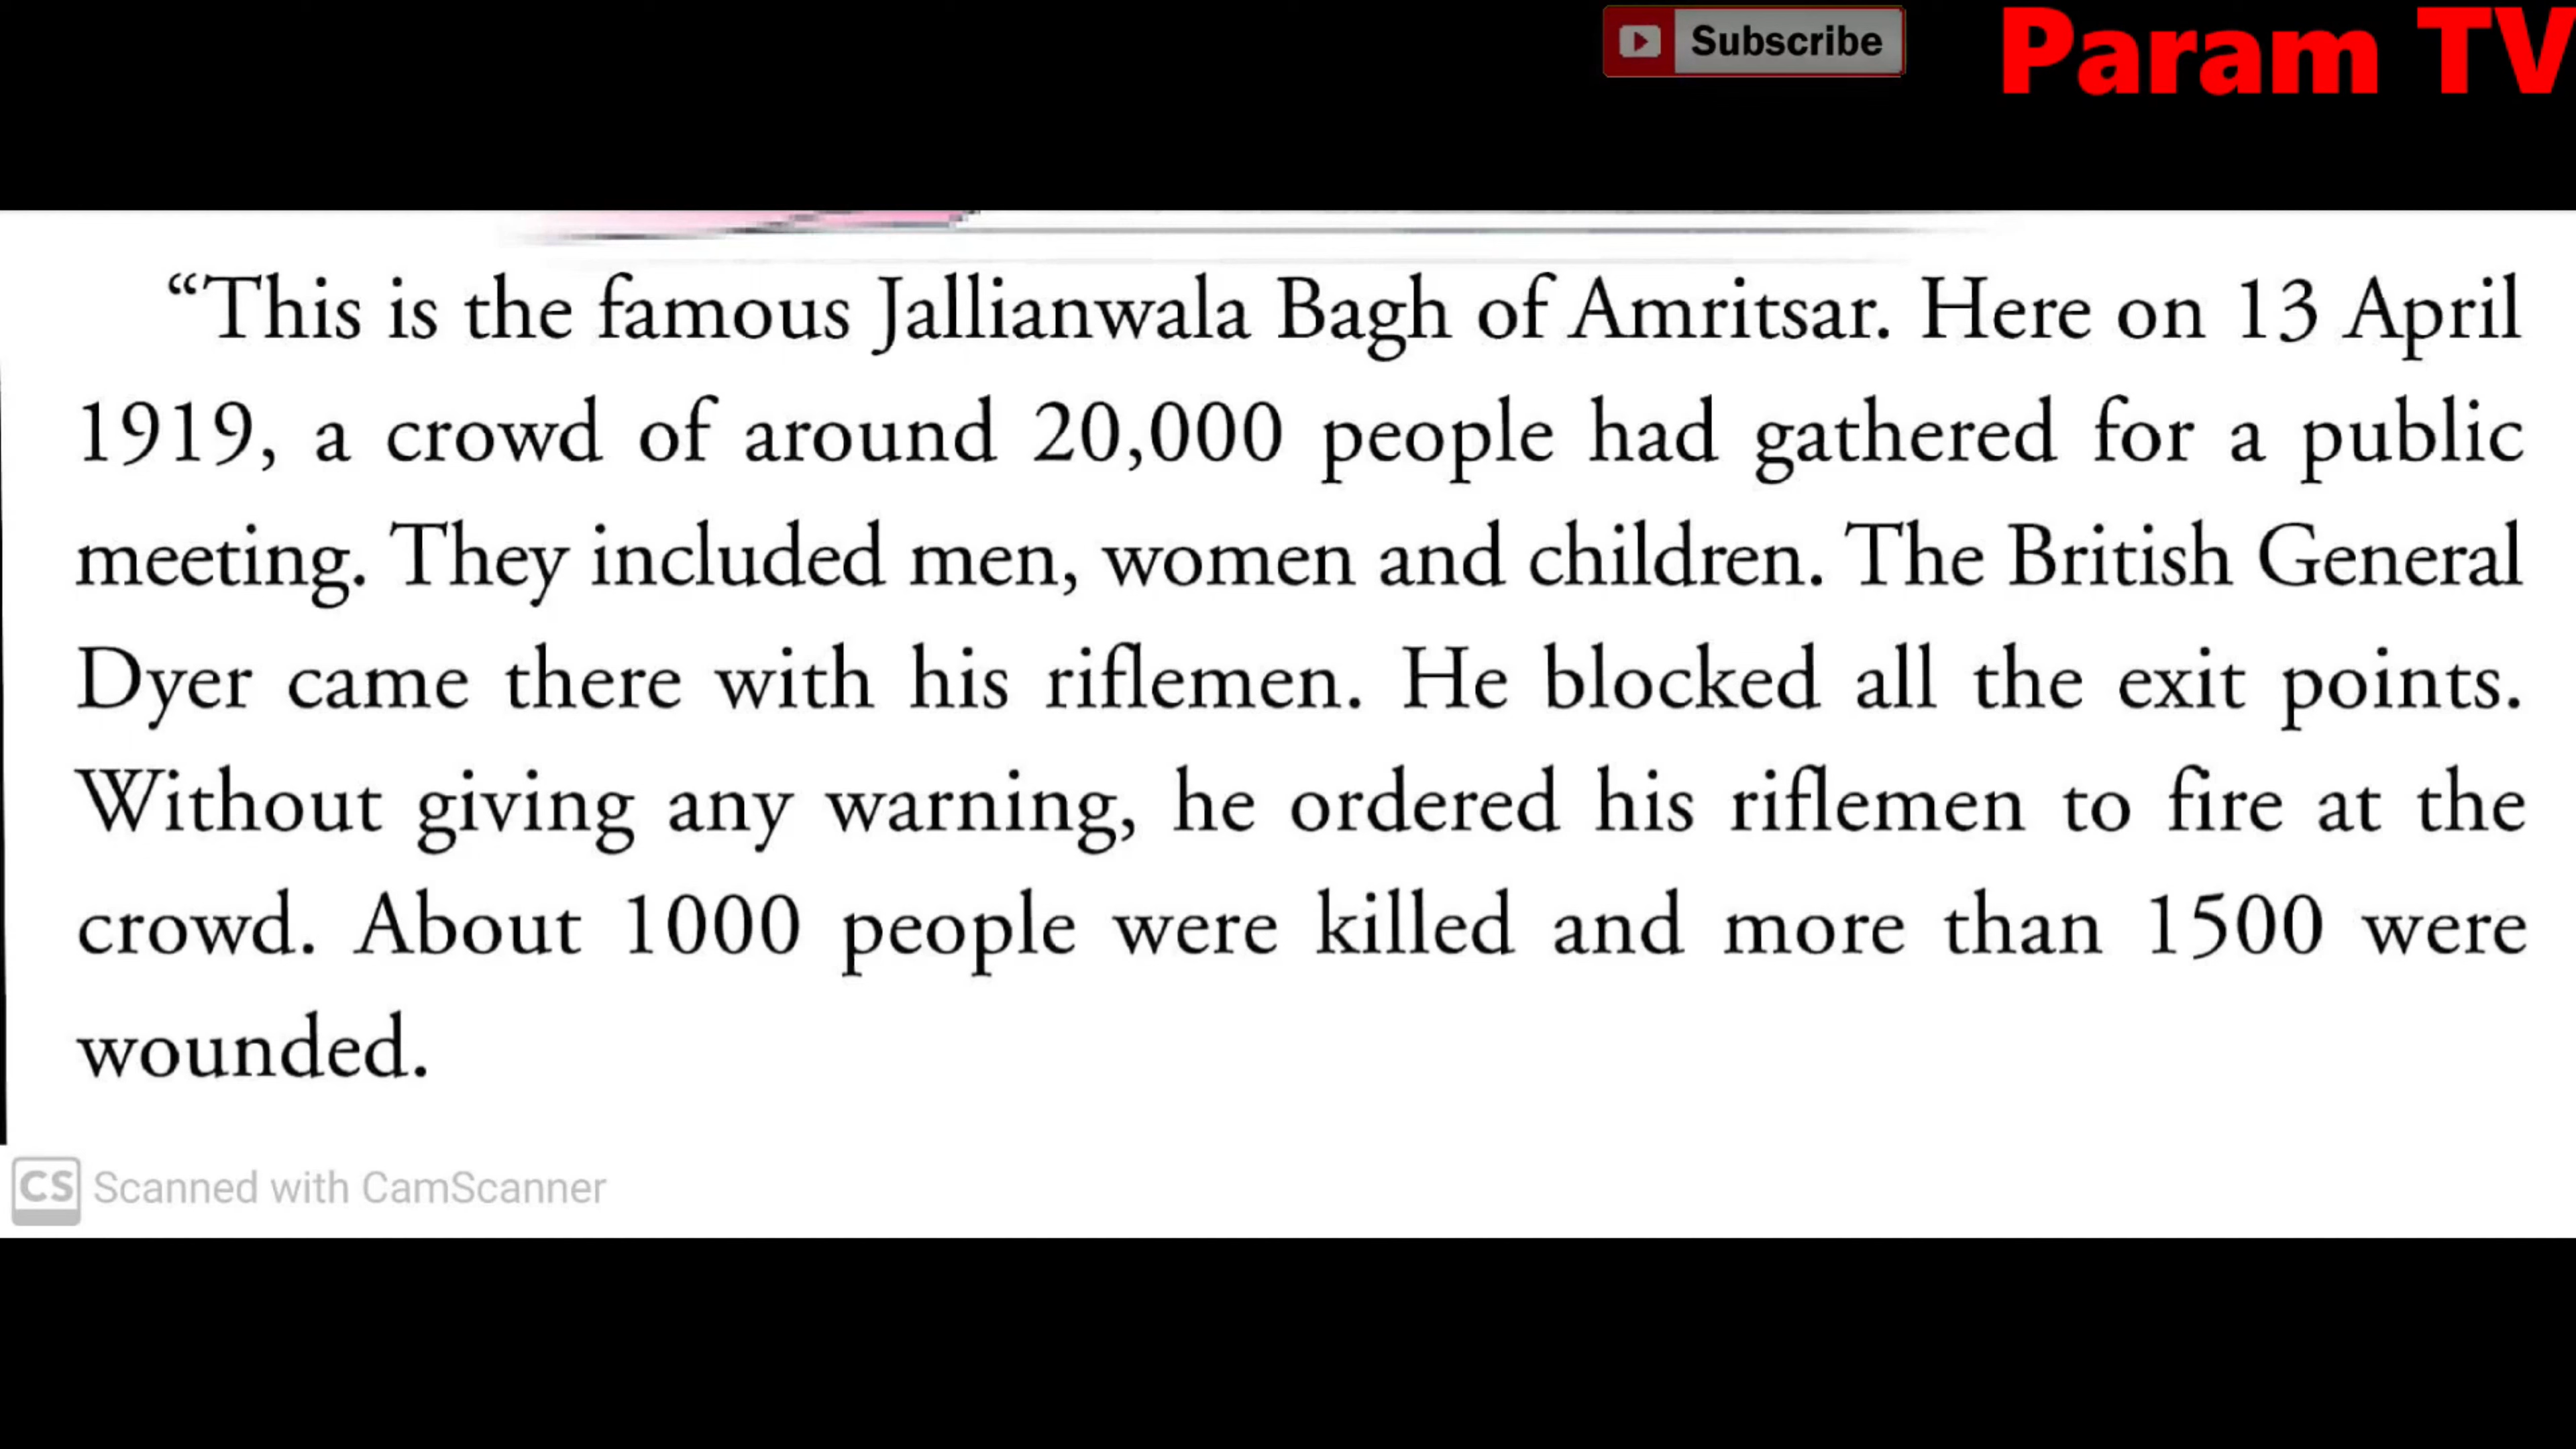 Subscribe
Param TV
“This is the famous Jallianwala Bagh of Amritsar. Here on 13 April
1919, a crowd of around 20,000 people had gathered for a public
meeting. They included men, women and children. The British General
Dyer came there with his riflemen. He blocked all the exit points.
Without giving any warning, he ordered his riflemen to fire at the
crowd. About 1000 people were killed and more than 1500 were
wounded.
CS Scanned with CamScanner